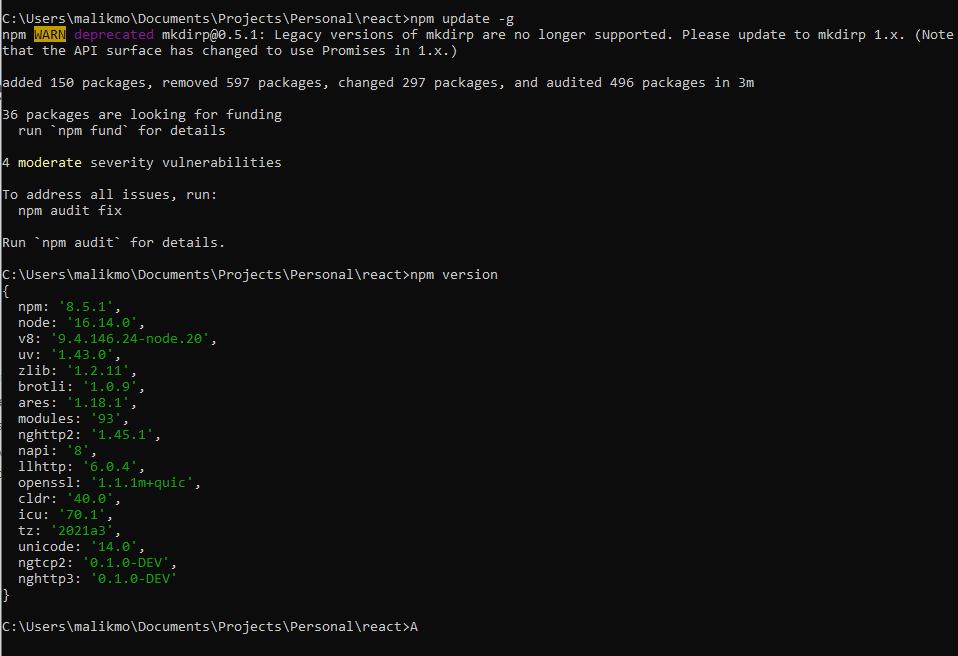 C:\Users\malikmo\Documents\Projects\Personal\react>npm update -g
npm WARN deprecated mkdirp@0.5.1: Legacy versions of mkdirp are no longer supported. Please update to mkdirp 1.x. (Note
that the API surface has changed to use Promises in 1.x.)
added 150 packages, removed 597 packages, changed 297 packages, and audited 496 packages in 3m
36 packages are looking for funding
  run `npm fund` for details
4 moderate severity vulnerabilities
To address all issues, run:
  npm audit fix
Run `npm audit` for details.
C:\Users\malikmo\Documents\Projects\Personal\react>npm version
{
  npm: '8.5.1',
  node: '16.14.0',
  v8: '9.4.146.24-node.20',
  uv: '1.43.0',
  zlib: '1.2.11',
  brotli: '1.0.9',
  ares: '1.18.1',
  modules: '93',
  nghttp2: '1.45.1',
  napi: '8',
  llhttp: '6.0.4',
  openssl: '1.1.1m+quic',
  cldr: '40.0',
  icu: '70.1',
  tz: '2021a3',
  unicode: '14.0',
  ngtcp2: '0.1.0-DEV',
  nghttp3: '0.1.0-DEV'
}
C:\Users\malikmo\Documents\Projects\Personal\react>A